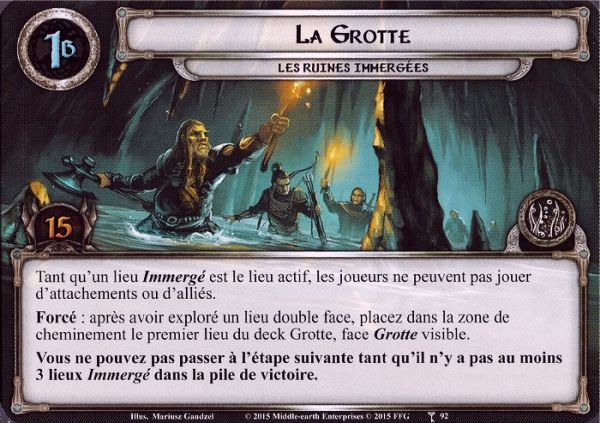 1B
LA GROTTE
LES RUINES IMMERGÉES
15
Tant qu'un lieu Immergé est le lieu actif, les joueurs ne peuvent pas jouer
d'attachements ou d'alliés.
Forcé : après avoir exploré un lieu double face, placez dans la zone de
cheminement le premier lieu du deck Grotte, face Grotte visible.
Vous ne pouvez pas passer à l'étape suivante tant qu'il n'y a pas au moins
3 lieux Immergé dans la pile de victoire.
Illus. Mariusz Gandzel © 2015 Middle-earth Enterprises © 2015 FFG 92